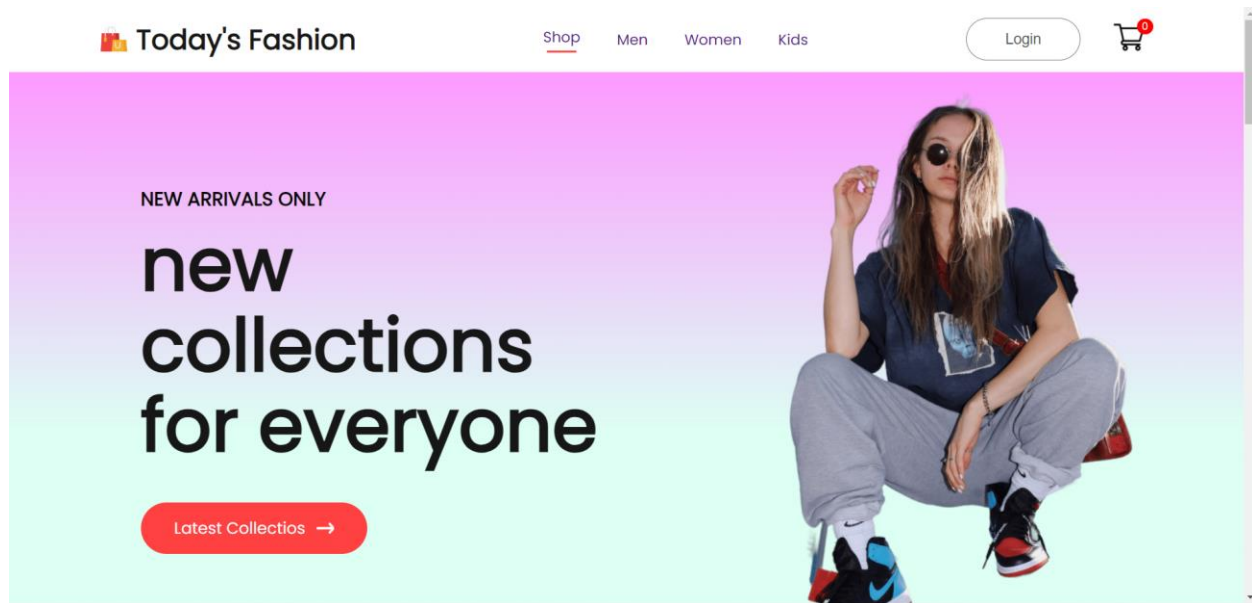 Today's Fashion
Shop
Men
Women
Kids
Login
0
NEW ARRIVALS ONLY
new
collections
for everyone
Latest Collectios →